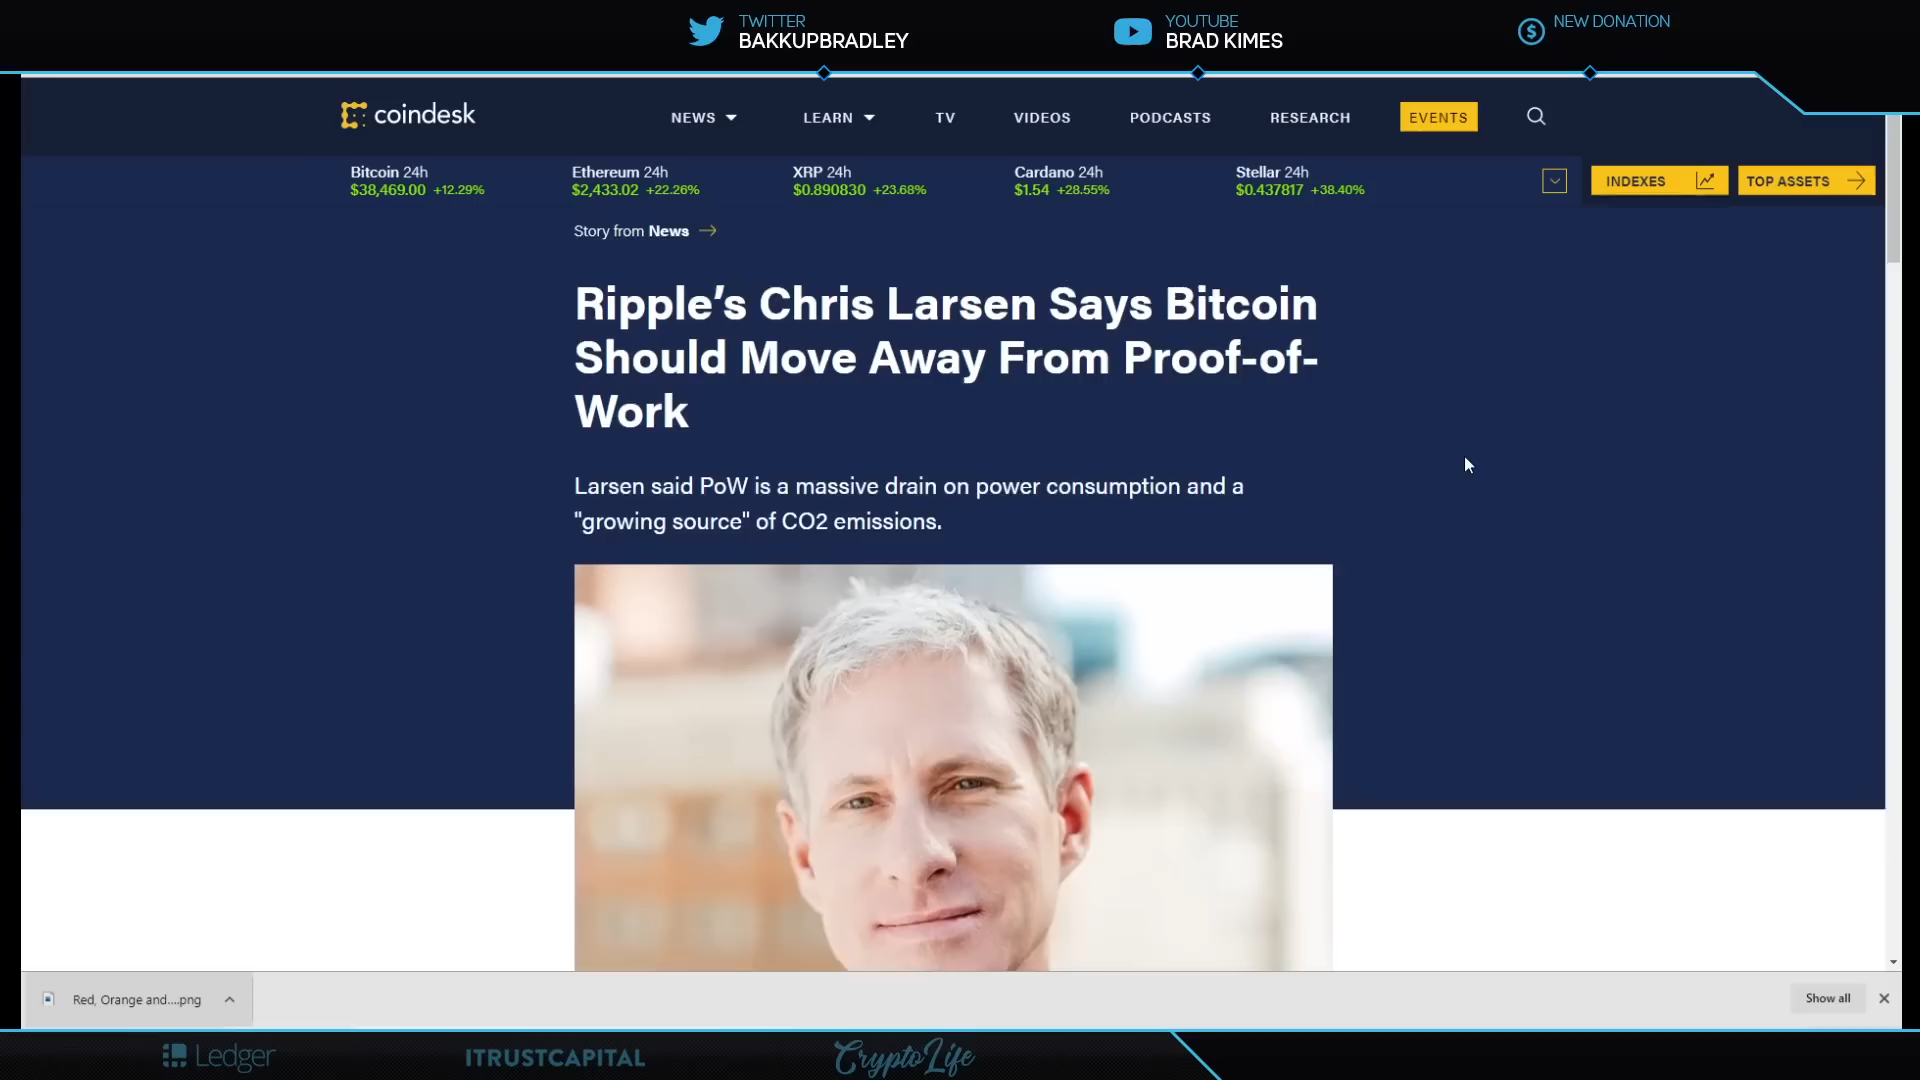 TWITTER
BAKKUPBRADLEY
YOUTUBE
BRAD KIMES
NEW DONATION
coindesk
NEWS
LEARN
TV
VIDEOS
PODCASTS
RESEARCH
EVENTS
Bitcoin 24h
$38,469.00 +12.29%
Ethereum 24h
$2,433.02 +22.26%
XRP 24h
$0.890830 +23.68%
Cardano 24h
$1.54 +28.55%
Stellar 24h
$0.437817 +38.40%
INDEXES
TOP ASSETS
Story from News
Ripple’s Chris Larsen Says Bitcoin
Should Move Away From Proof-of-
Work
Larsen said PoW is a massive drain on power consumption and a
"growing source" of CO2 emissions.
Red, Orange and....png
Show all
Ledger
ITRUSTCAPITAL
CryptoLife